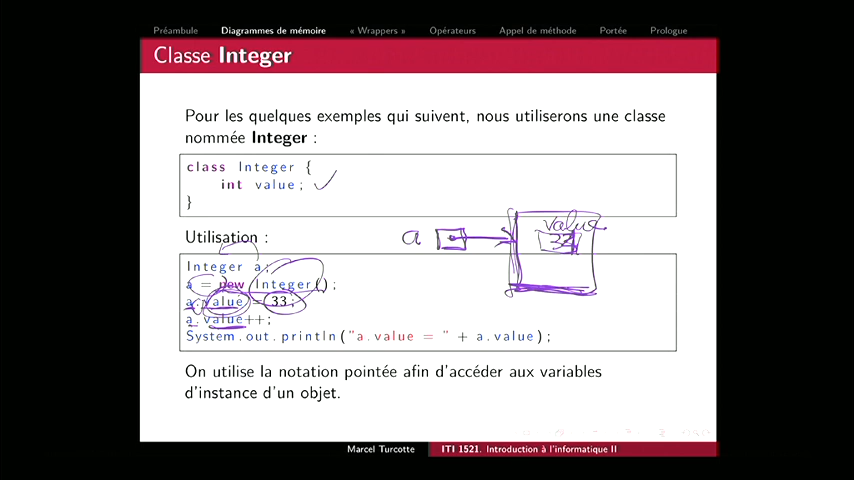 Préambule Diagrammes de mémoire « Wrappers » Opérateurs Appel de méthode Portée Prologue
Classe Integer
Pour les quelques exemples qui suivent, nous utiliserons une classe
nommée Integer :
class Integer {
int value;
}
Utilisation :
a
value
Integer a;
a = new Integer();
a.value = 33;
a.value++;
System.out.println("a.value = " + a.value);
On utilise la notation pointée afin d'accéder aux variables
d'instance d'un objet.
Marcel Turcotte ITI 1521. Introduction à l'informatique II